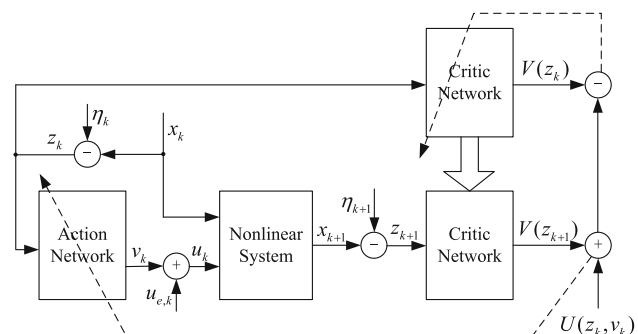 Critic
Network
V(z_k)
−
η_k
x_k
z_k
−
Action
Network
v_k
+
u_k
u_{e,k}
Nonlinear
System
x_{k+1}
η_{k+1}
−
z_{k+1}
Critic
Network
V(z_{k+1})
+
U(z_k, v_k)